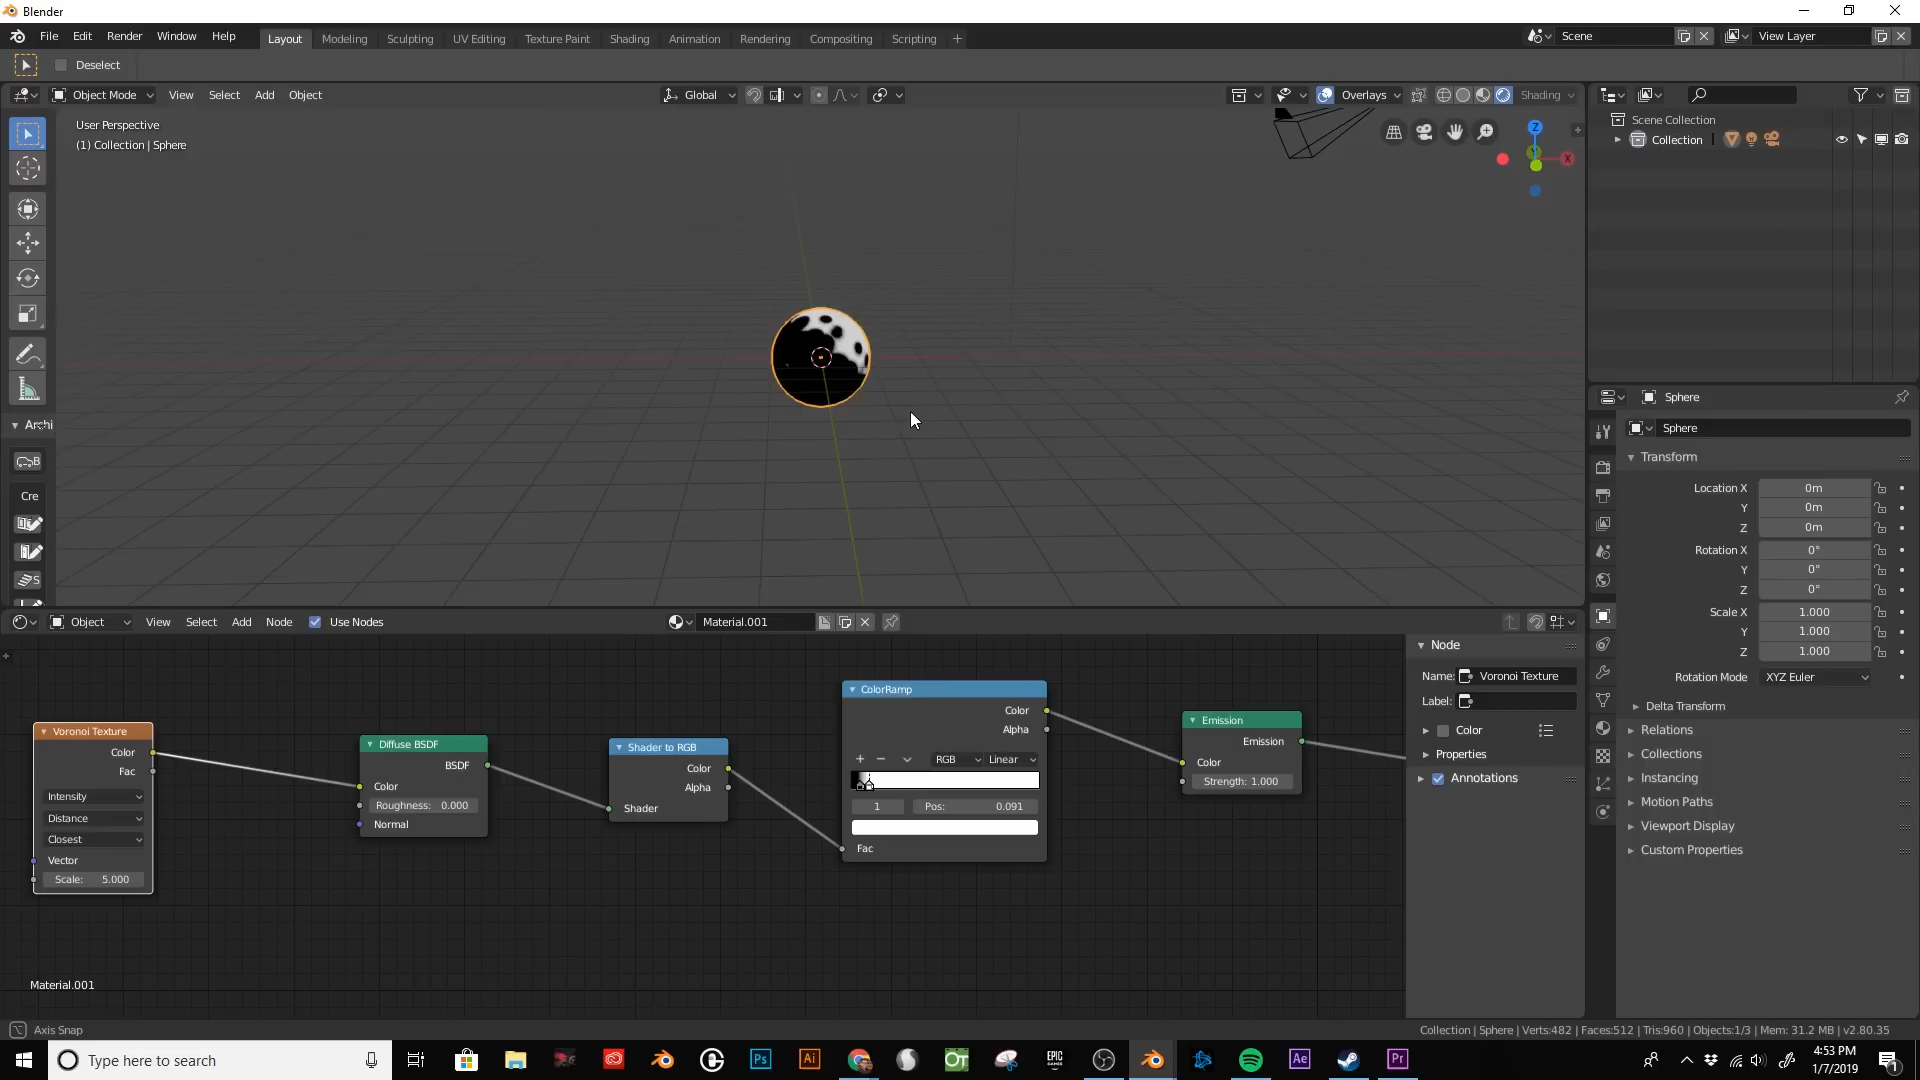 Blender
File Edit Render Window Help Layout Modeling Sculpting UV Editing Texture Paint Shading Animation Rendering Compositing Scripting + Scene View Layer
Deselect
Object Mode View Select Add Object Global Overlays Shading
User Perspective
(1) Collection | Sphere
Z
Y
X
Scene Collection
Collection
Sphere
Sphere
Transform
Location X 0m
Y 0m
Z 0m
Rotation X 0°
Y 0°
Z 0°
Scale X 1.000
Y 1.000
Z 1.000
Rotation Mode XYZ Euler
Delta Transform
Relations
Collections
Instancing
Motion Paths
Viewport Display
Custom Properties
Archi
B
Cre
S
Object View Select Add Node Use Nodes Material.001
Voronoi Texture
Color
Fac
Intensity
Distance
Closest
Vector
Scale: 5.000
Diffuse BSDF
BSDF
Color
Roughness: 0.000
Normal
Shader to RGB
Color
Alpha
Shader
ColorRamp
Color
Alpha
RGB Linear
1 Pos: 0.091
Fac
Emission
Emission
Color
Strength: 1.000
Node
Name: Voronoi Texture
Label:
Color
Properties
Annotations
Material.001
Axis Snap
Collection | Sphere | Verts:482 | Faces:512 | Tris:960 | Objects:1/3 | Mem: 31.2 MB | v2.80.35
Type here to search
Ps
Ai
OT
EPIC GAMES
Ae
Pr
4:53 PM
1/7/2019
1